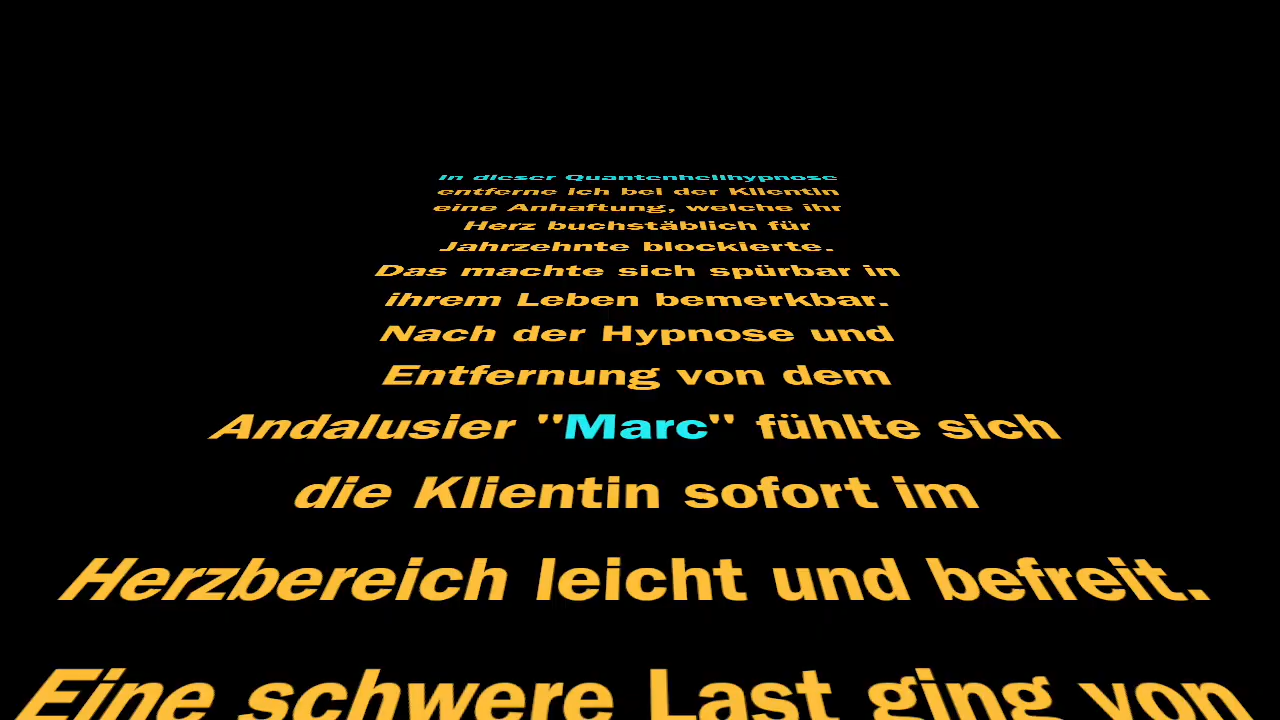 In dieser Quantenheilhypnose
entferne ich bei der Klientin
eine Anhaftung, welche ihr
Herz buchstäblich für
Jahrzehnte blockierte.
Das machte sich spürbar in
ihrem Leben bemerkbar.
Nach der Hypnose und
Entfernung von dem
Andalusier "Marc" fühlte sich
die Klientin sofort im
Herzbereich leicht und befreit.
Eine schwere Last ging von